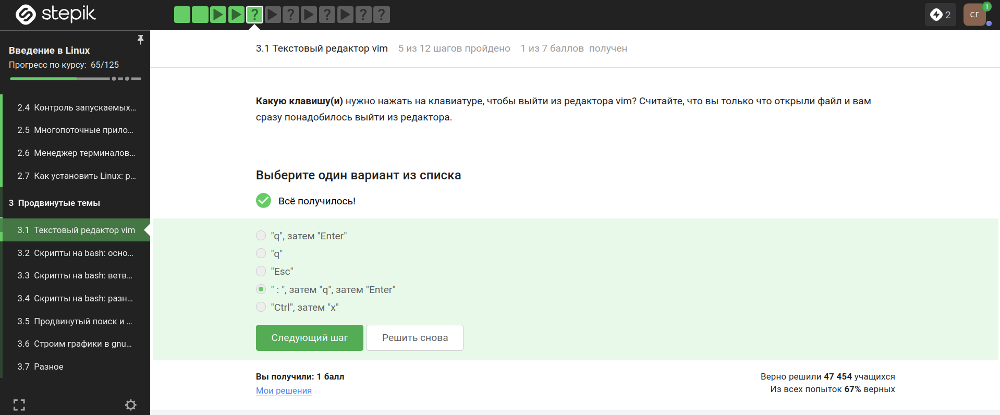 stepik
? ? ? ? ?
2
СГ
1
Введение в Linux
Прогресс по курсу: 65/125
2.4 Контроль запускаемых...
2.5 Многопоточные прило...
2.6 Менеджер терминалов...
2.7 Как установить Linux: р...
3 Продвинутые темы
3.1 Текстовый редактор vim
3.2 Скрипты на bash: осно...
3.3 Скрипты на bash: ветв...
3.4 Скрипты на bash: разн...
3.5 Продвинутый поиск и ...
3.6 Строим графики в gnu...
3.7 Разное
3.1 Текстовый редактор vim 5 из 12 шагов пройдено 1 из 7 баллов получен
Какую клавишу(и) нужно нажать на клавиатуре, чтобы выйти из редактора vim? Считайте, что вы только что открыли файл и вам
сразу понадобилось выйти из редактора.
Выберите один вариант из списка
Всё получилось!
"q", затем "Enter"
"q"
"Esc"
" : ", затем "q", затем "Enter"
"Ctrl", затем "x"
Следующий шаг
Решить снова
Вы получили: 1 балл
Мои решения
Верно решили 47 454 учащихся
Из всех попыток 67% верных